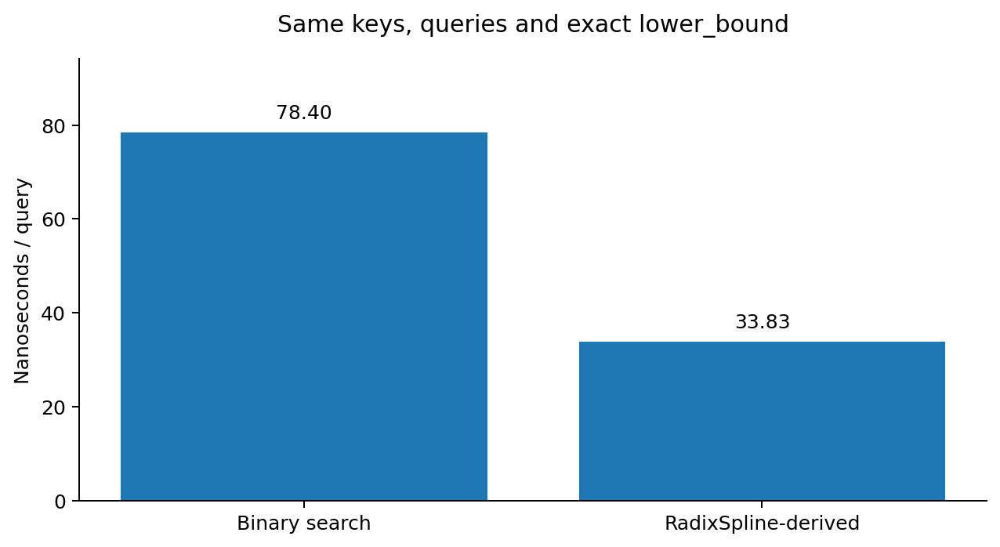 Same keys, queries and exact lower_bound
Nanoseconds / query
80
60
40
20
0
78.40
33.83
Binary search
RadixSpline-derived